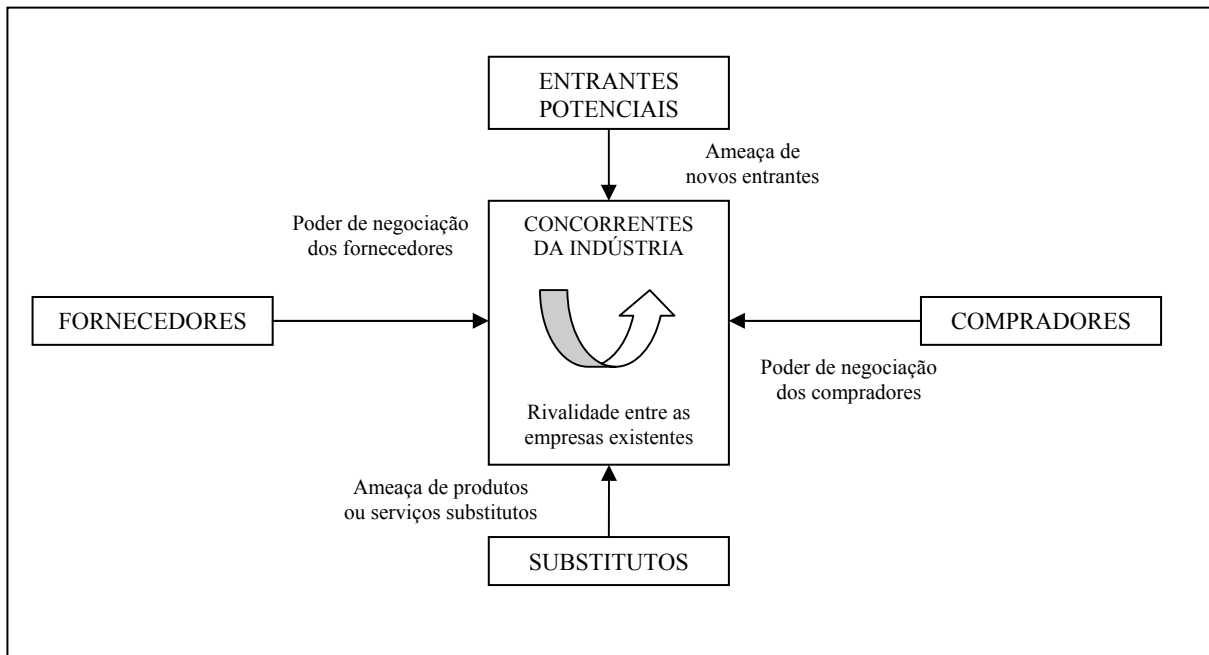 ENTRANTES
POTENCIAIS
Ameaça de
novos entrantes
Poder de negociação
dos fornecedores
CONCORRENTES
DA INDÚSTRIA
FORNECEDORES
COMPRADORES
Poder de negociação
dos compradores
Rivalidade entre as
empresas existentes
Ameaça de produtos
ou serviços substitutos
SUBSTITUTOS